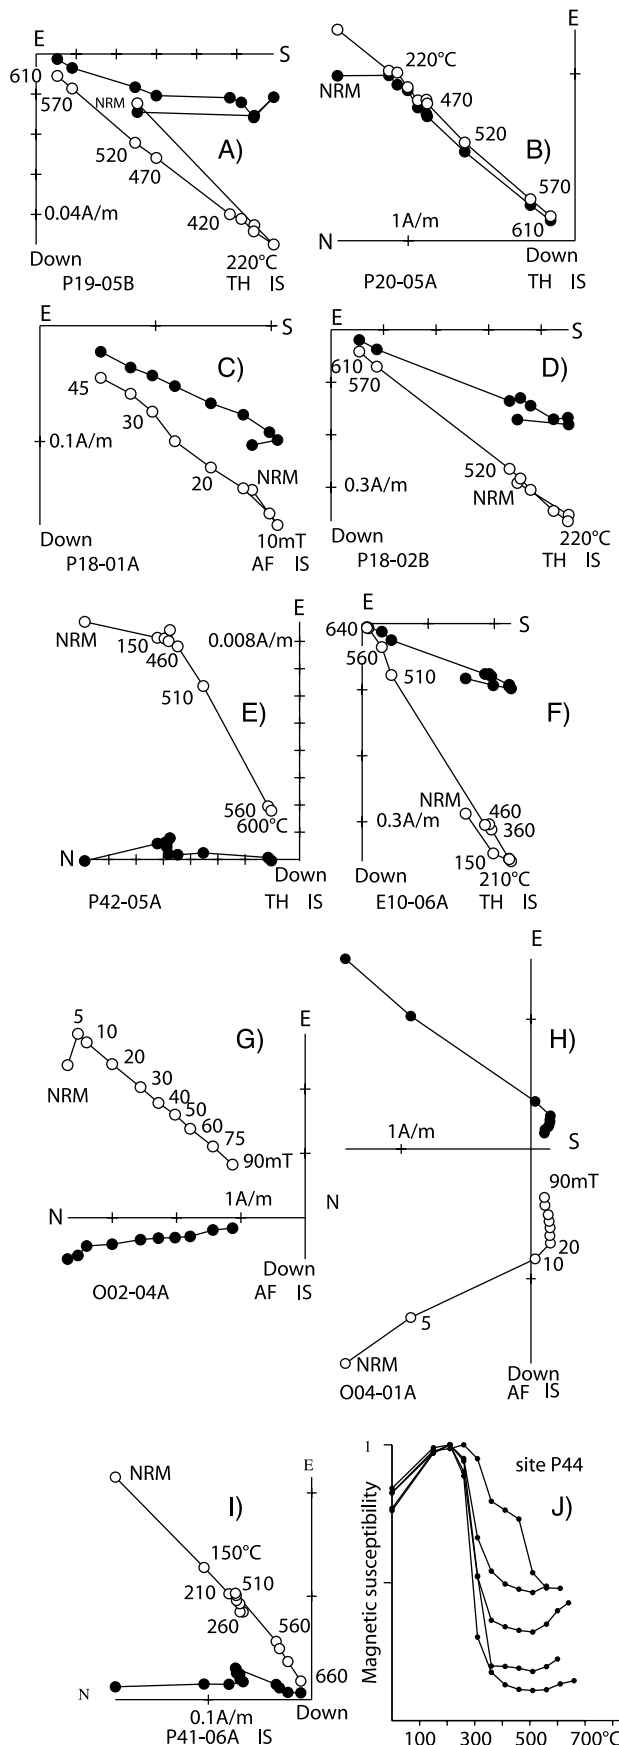 E
S
610
570
NRM
A)
520
470
0.04A/m
420
Down
220°C
P19-05B TH IS
E
220°C
NRM
470
520
B)
570
1A/m
610
N
Down
P20-05A TH IS
E
S
C)
45
30
0.1A/m
20
NRM
Down
10mT
P18-01A AF IS
E
S
610
D)
570
520
0.3A/m
NRM
Down
220°C
P18-02B TH IS
E
NRM
150
0.008A/m
460
510
E)
560
600°C
N
Down
P42-05A TH IS
E
640
S
560
510
F)
NRM
460
0.3A/m
360
150
Down
210°C
E10-06A TH IS
5
E
10
G)
20
NRM
30
40
50
60
75
90mT
1A/m
N
Down
O02-04A AF IS
E
H)
1A/m
S
N
90mT
20
10
5
NRM
Down
O04-01A AF IS
E
NRM
I)
150°C
210
510
260
560
660
N
0.1A/m
Down
P41-06A IS
1
site P44
J)
Magnetic susceptibility
100 300 500 700°C